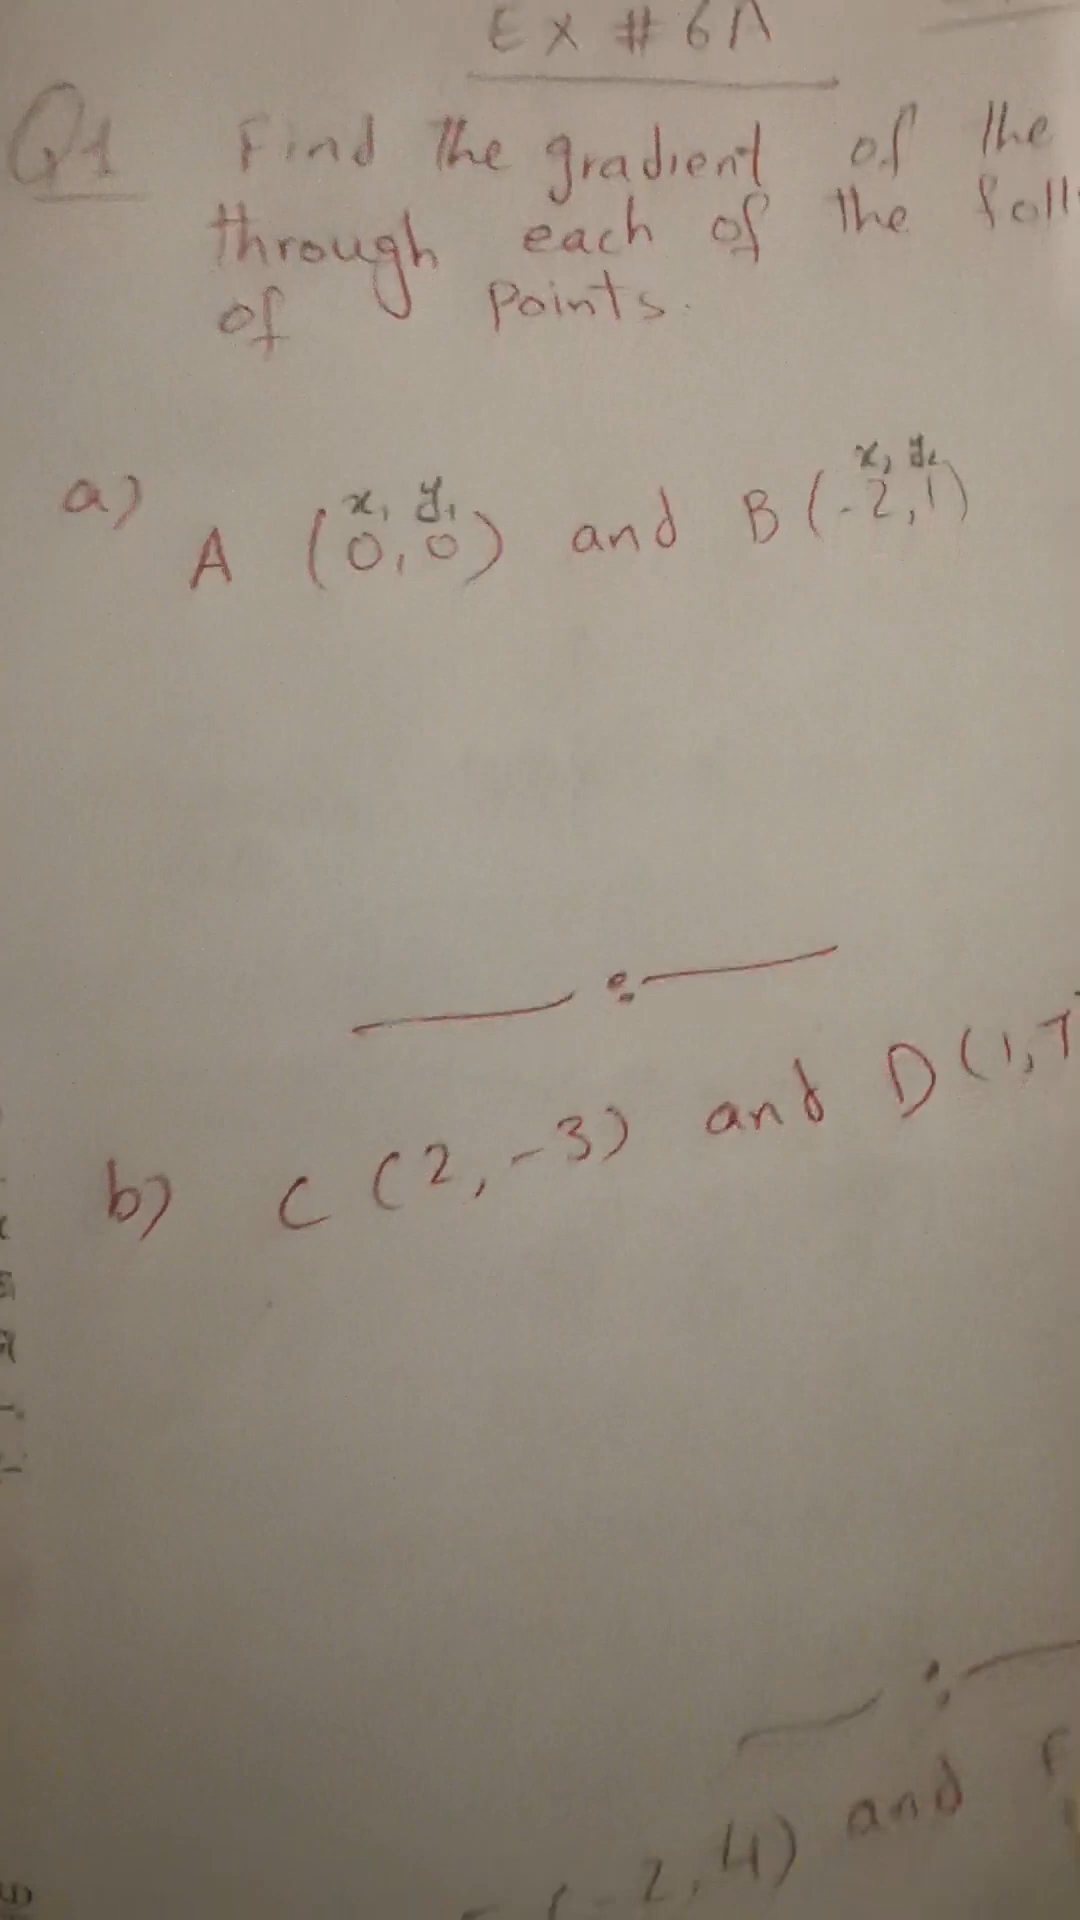 EX # 6A
Q1 Find the gradient of the
through each of the foll
of points.
x₁ y₁ x₂ y₂
a) A (0,0) and B(-2,1)
b) C (2,-3) and D(1,7
(-2,4) and F